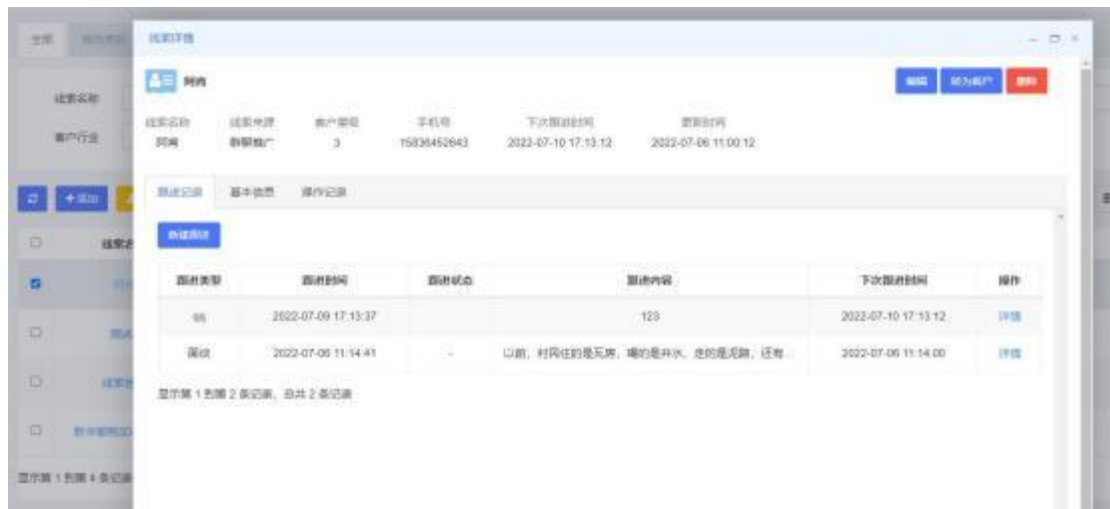 全部
线索详情
阿尚
编辑 转为客户 删除
线索名称 线索来源 客户星级 手机号 下次跟进时间 更新时间
阿尚 群聊推广 3 15836452643 2022-07-10 17:13:12 2022-07-06 11:00:12
线索名称
客户行业
跟进记录 基本信息 操作记录
+添加
新建跟进
跟进类型 跟进时间 跟进状态 跟进内容 下次跟进时间 操作
2022-07-09 17:13:37 123 2022-07-10 17:13:12 详情
面谈 2022-07-06 11:14:41 - 以前，村民住的是瓦房，喝的是井水，走的是泥路，还有... 2022-07-06 11:14:00 详情
显示第 1 到第 2 条记录，总共 2 条记录
显示第 1 到第 4 条记录